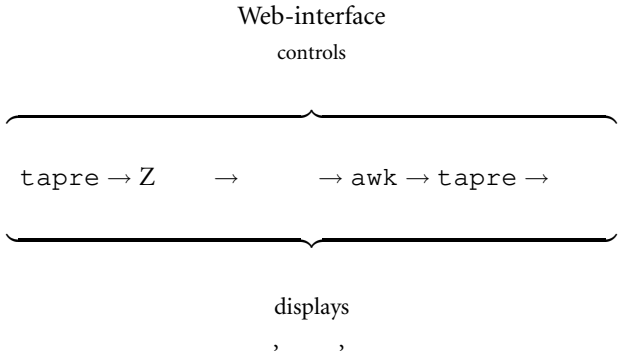 Web-interface
controls
tapre → Z → → awk → tapre →
displays
, ,